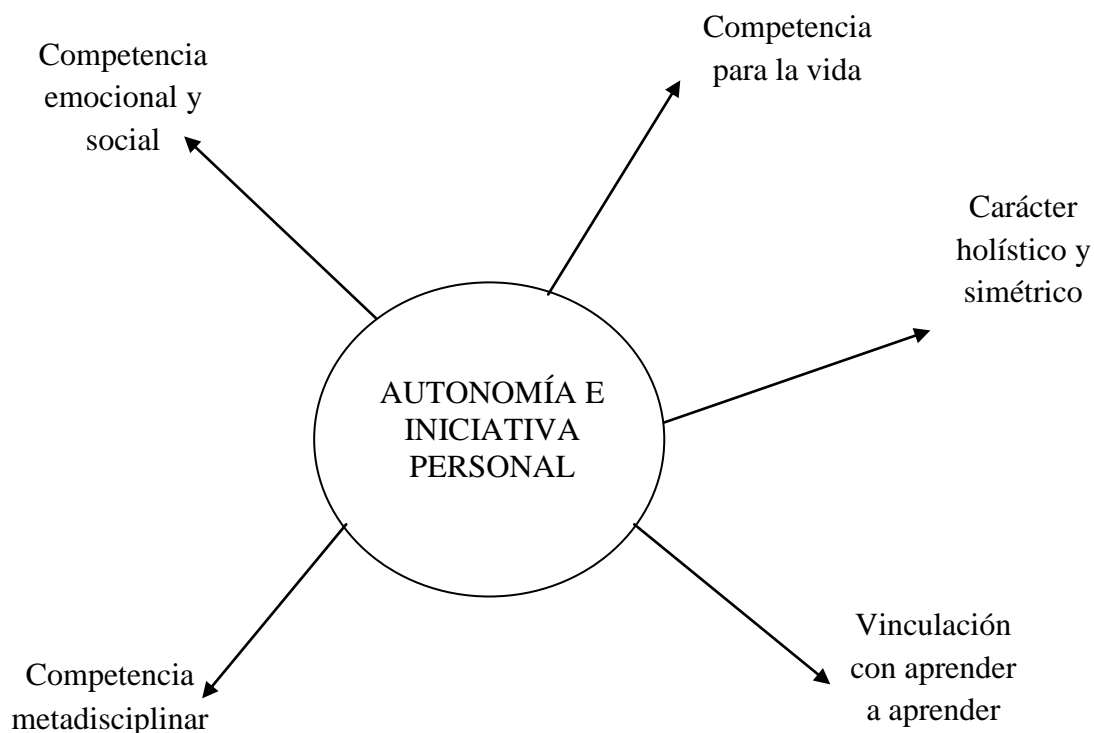 Competencia
emocional y
social
Competencia
para la vida
Carácter
holístico y
simétrico
AUTONOMÍA E
INICIATIVA
PERSONAL
Competencia
metadisciplinar
Vinculación
con aprender
a aprender